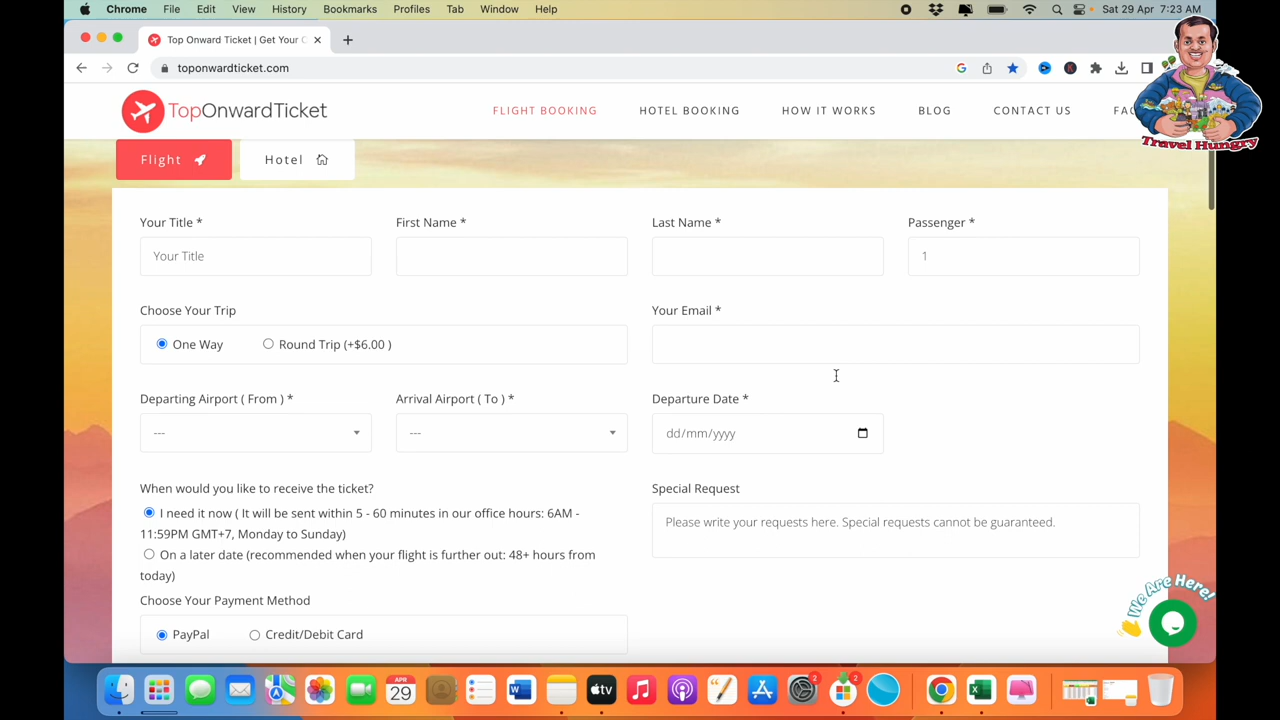 Chrome File Edit View History Bookmarks Profiles Tab Window Help Sat 29 Apr 7:23 AM
Top Onward Ticket | Get Your
toponwardticket.com
TopOnwardTicket FLIGHT BOOKING HOTEL BOOKING HOW IT WORKS BLOG CONTACT US FAQ
Travel Hungry
Flight Hotel
Your Title * First Name * Last Name * Passenger *
Your Title 1
Choose Your Trip Your Email *
One Way Round Trip (+$6.00 )
Departing Airport ( From ) * Arrival Airport ( To ) * Departure Date *
--- --- dd/mm/yyyy
When would you like to receive the ticket? Special Request
I need it now ( It will be sent within 5 - 60 minutes in our office hours: 6AM - Please write your requests here. Special requests cannot be guaranteed.
11:59PM GMT+7, Monday to Sunday)
On a later date (recommended when your flight is further out: 48+ hours from
today)
We Are Here!
Choose Your Payment Method
PayPal Credit/Debit Card
APR
29
2
2